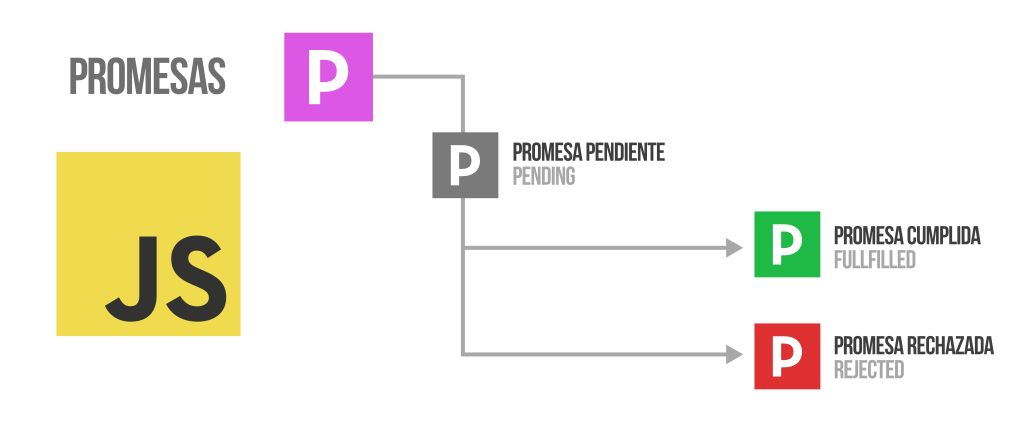 PROMESAS
P
P
PROMESA PENDIENTE
PENDING
JS
P
PROMESA CUMPLIDA
FULLFILLED
P
PROMESA RECHAZADA
REJECTED